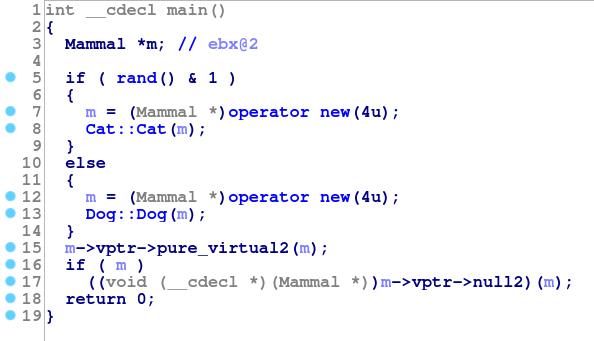 1 int __cdecl main()
2 {
3 Mammal *m; // ebx@2
4
5 if ( rand() & 1 )
6 {
7 m = (Mammal *)operator new(4u);
8 Cat::Cat(m);
9 }
10 else
11 {
12 m = (Mammal *)operator new(4u);
13 Dog::Dog(m);
14 }
15 m->vptr->pure_virtual2(m);
16 if ( m )
17 ((void (__cdecl *)(Mammal *))m->vptr->null2)(m);
18 return 0;
19 }